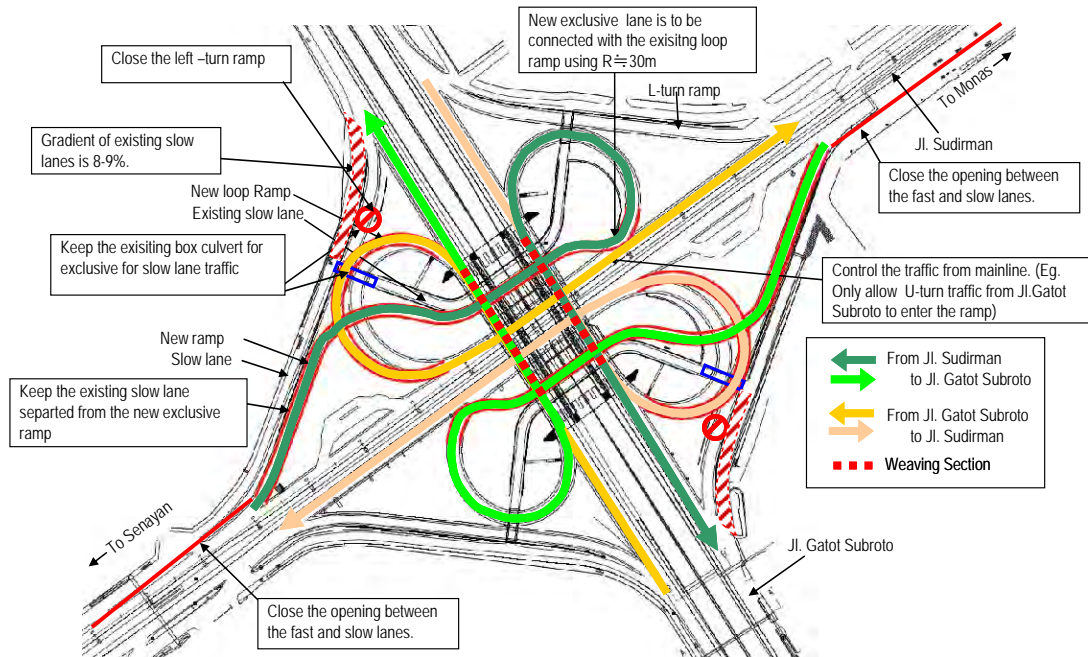 New exclusive lane is to be
connected with the exisitng loop
ramp using R≒30m
Close the left –turn ramp
L-turn ramp
To Monas
Jl. Sudirman
Gradient of existing slow
lanes is 8-9%.
Close the opening between
the fast and slow lanes.
New loop Ramp
Existing slow lane
Keep the exisiting box culvert for
exclusive for slow lane traffic
Control the traffic from mainline. (Eg.
Only allow U-turn traffic from Jl.Gatot
Subroto to enter the ramp)
New ramp
Slow lane
Keep the existing slow lane
separted from the new exclusive
ramp
From Jl. Sudirman
to Jl. Gatot Subroto
From Jl. Gatot Subroto
to Jl. Sudirman
Weaving Section
To Senayan
Jl. Gatot Subroto
Close the opening between
the fast and slow lanes.